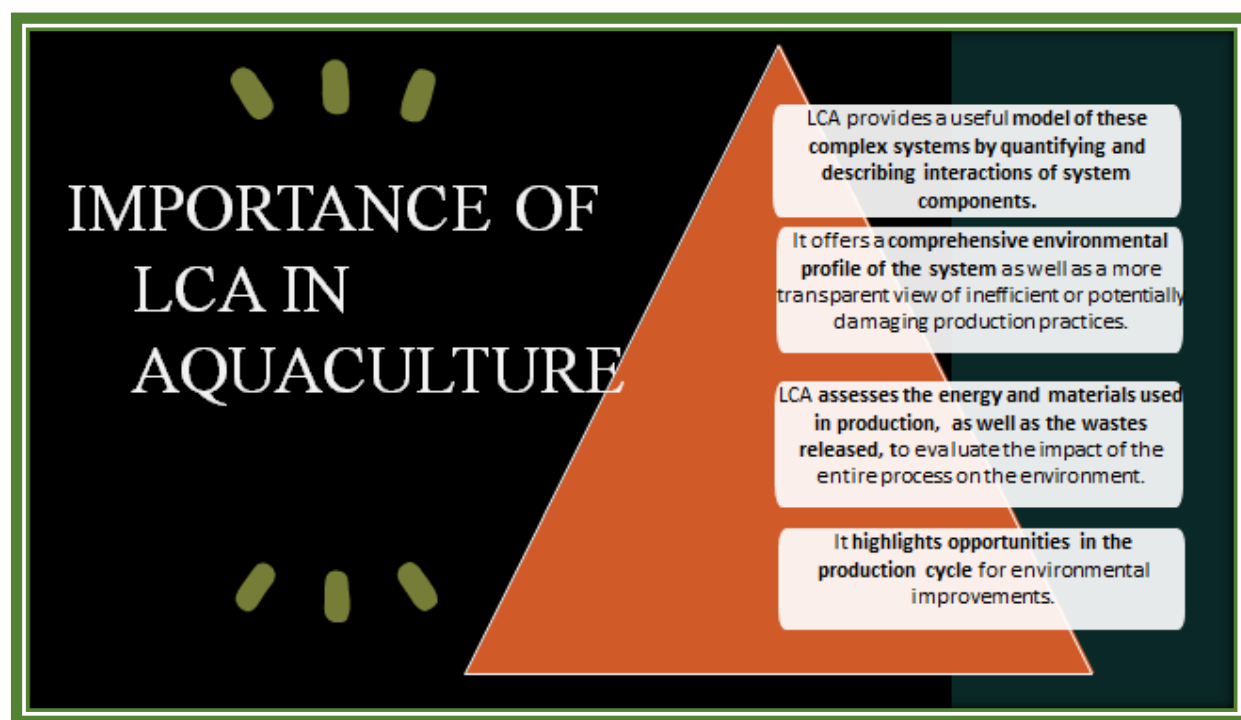 IMPORTANCE OF
LCA IN
AQUACULTURE
LCA provides a useful model of these
complex systems by quantifying and
describing interactions of system
components.
It offers a comprehensive environmental
profile of the system as well as a more
transparent view of inefficient or potentially
damaging production practices.
LCA assesses the energy and materials used
in production, as well as the wastes
released, to evaluate the impact of the
entire process on the environment.
It highlights opportunities in the
production cycle for environmental
improvements.